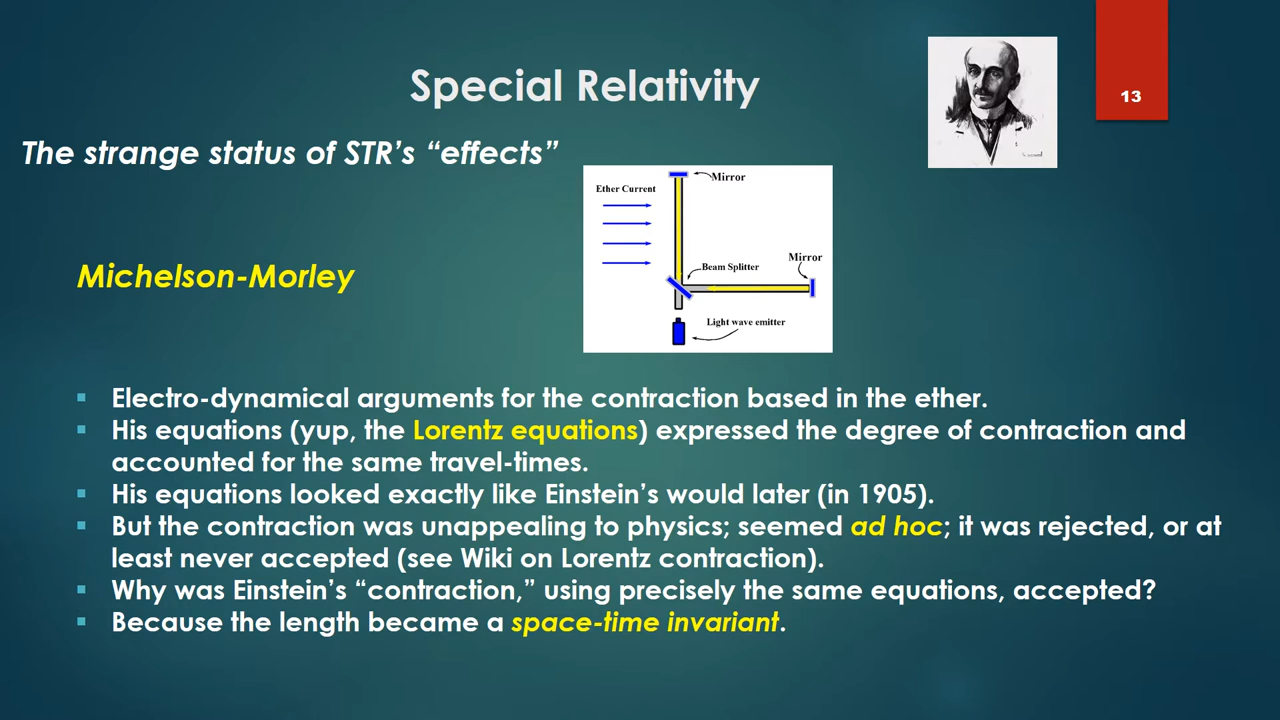 Special Relativity
13
The strange status of STR's “effects”
Mirror
Ether Current
Michelson-Morley
Mirror
Beam Splitter
Light wave emitter
▪ Electro-dynamical arguments for the contraction based in the ether.
▪ His equations (yup, the Lorentz equations) expressed the degree of contraction and
accounted for the same travel-times.
▪ His equations looked exactly like Einstein's would later (in 1905).
▪ But the contraction was unappealing to physics; seemed ad hoc; it was rejected, or at
least never accepted (see Wiki on Lorentz contraction).
▪ Why was Einstein's “contraction,” using precisely the same equations, accepted?
▪ Because the length became a space-time invariant.